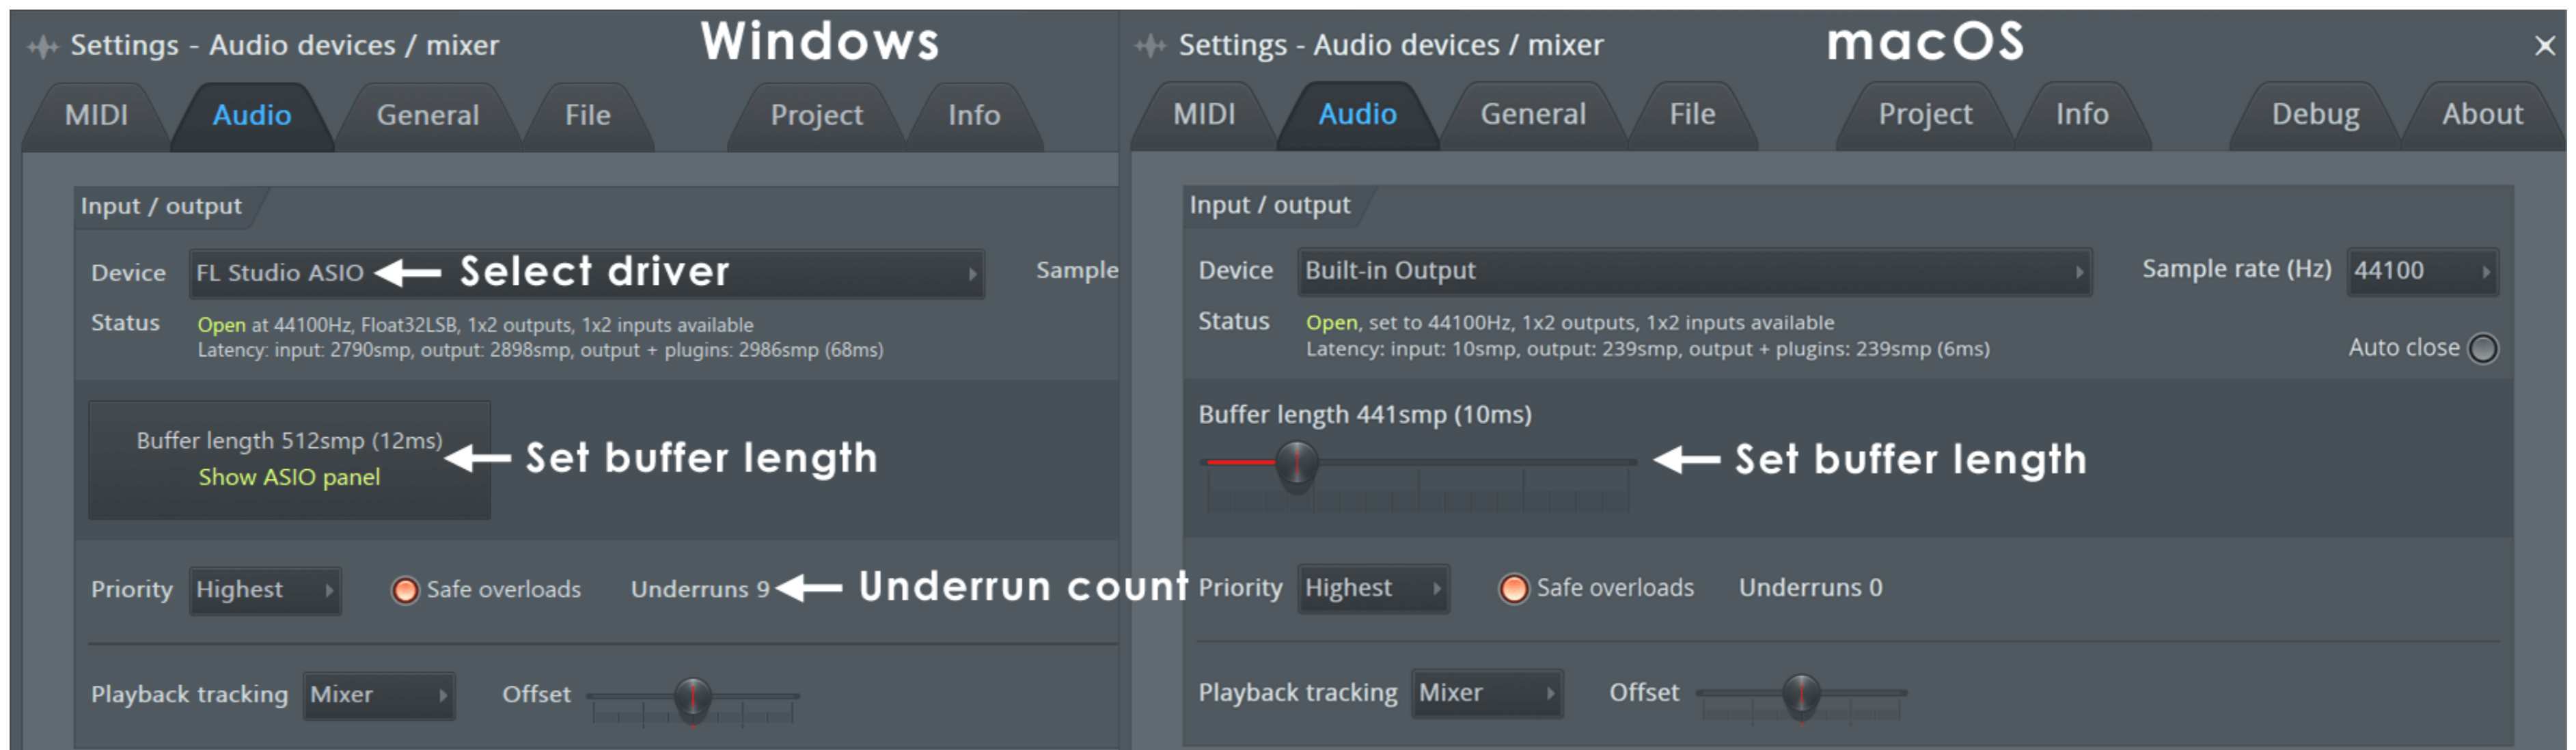 Settings - Audio devices / mixer
Windows
MIDI
Audio
General
File
Project
Info
Input / output
Device
FL Studio ASIO
Select driver
Sample
Status
Open at 44100Hz, Float32LSB, 1x2 outputs, 1x2 inputs available
Latency: input: 2790smp, output: 2898smp, output + plugins: 2986smp (68ms)
Buffer length 512smp (12ms)
Show ASIO panel
Set buffer length
Priority
Highest
Safe overloads
Underruns 9
Underrun count
Playback tracking
Mixer
Offset
Settings - Audio devices / mixer
macOS
MIDI
Audio
General
File
Project
Info
Debug
About
Input / output
Device
Built-in Output
Sample rate (Hz)
44100
Status
Open, set to 44100Hz, 1x2 outputs, 1x2 inputs available
Latency: input: 10smp, output: 239smp, output + plugins: 239smp (6ms)
Auto close
Buffer length 441smp (10ms)
Set buffer length
Priority
Highest
Safe overloads
Underruns 0
Playback tracking
Mixer
Offset